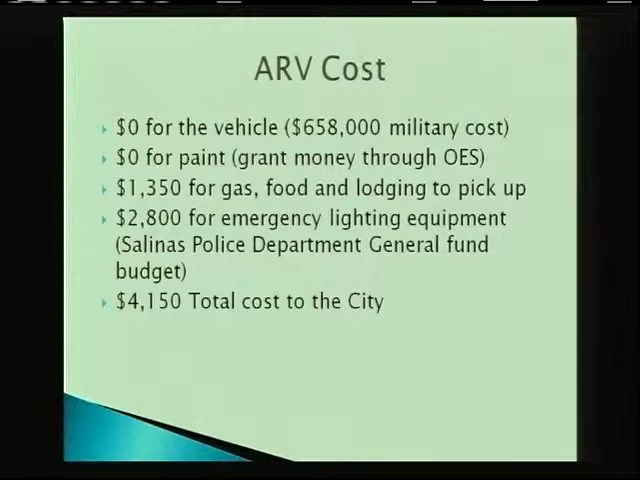 ARV Cost
$0 for the vehicle ($658,000 military cost)
$0 for paint (grant money through OES)
$1,350 for gas, food and lodging to pick up
$2,800 for emergency lighting equipment
(Salinas Police Department General fund
budget)
$4,150 Total cost to the City